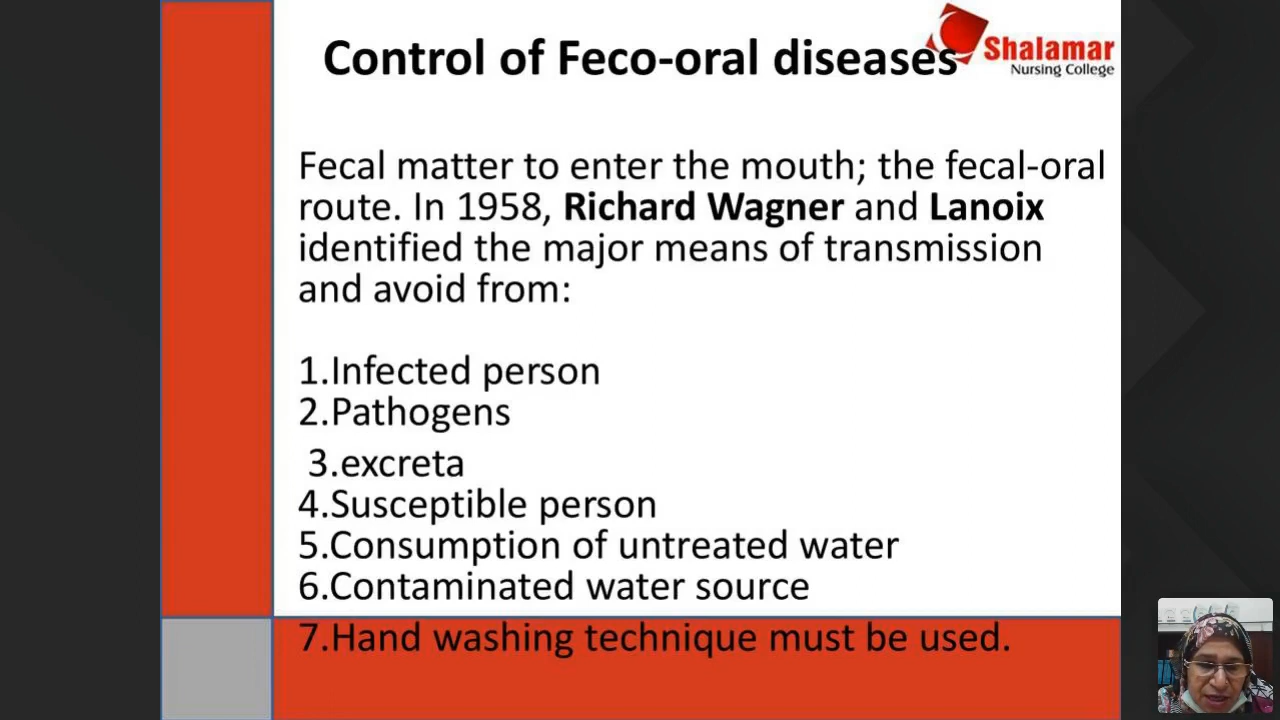 Control of Feco-oral diseases
Shalamar
Nursing College
Fecal matter to enter the mouth; the fecal-oral
route. In 1958, Richard Wagner and Lanoix
identified the major means of transmission
and avoid from:
1.Infected person
2.Pathogens
3.excreta
4.Susceptible person
5.Consumption of untreated water
6.Contaminated water source
7.Hand washing technique must be used.